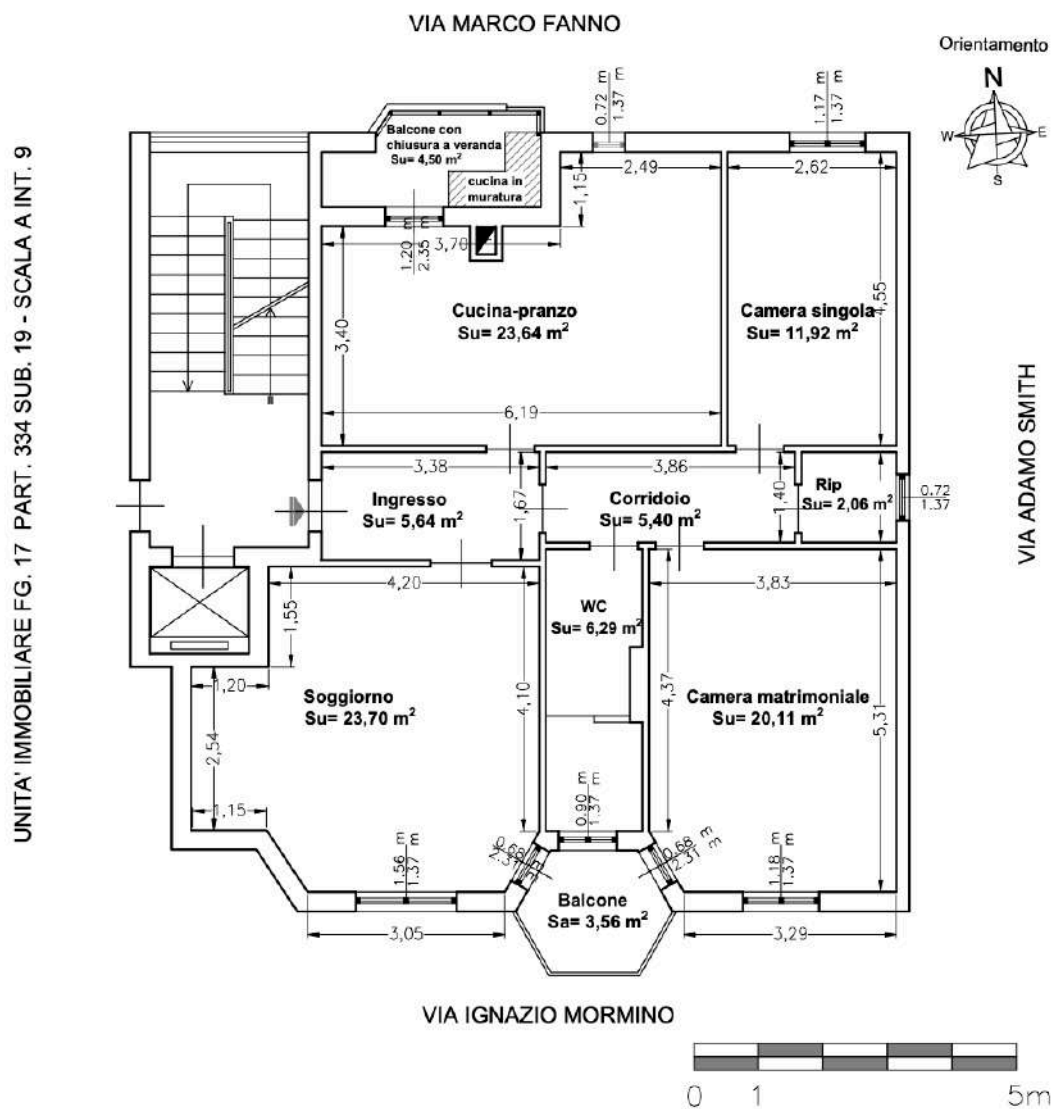 VIA MARCO FANNO
Orientamento
N
W
E
S
UNITA' IMMOBILIARE FG. 17 PART. 334 SUB. 19 - SCALA A INT. 9
Balcone con
chiusura a veranda
Su= 4,50 m²
cucina in
muratura
0.72 m E
1.37
1.17 m m
1.37
2,49
2,62
1,15
1.20 m m
2.35
3,70
3,40
Cucina-pranzo
Su= 23,64 m²
Camera singola
Su= 11,92 m²
4,55
6,19
VIA ADAMO SMITH
3,38
3,86
Ingresso
Su= 5,64 m²
1,67
Corridoio
Su= 5,40 m²
1,40
Rip
Su= 2,06 m²
0.72
1.37
4,20
1,55
3,83
WC
Su= 6,29 m²
1,20
Soggiorno
Su= 23,70 m²
4,10
4,37
Camera matrimoniale
Su= 20,11 m²
5,31
2,54
1,15
0.90 m E
1.37
1.56 m m
1.37
0.68
2.31
0.68 m
2.31 m
1.18 m m
1.37
Balcone
Sa= 3,56 m²
3,05
3,29
VIA IGNAZIO MORMINO
0 1 5m